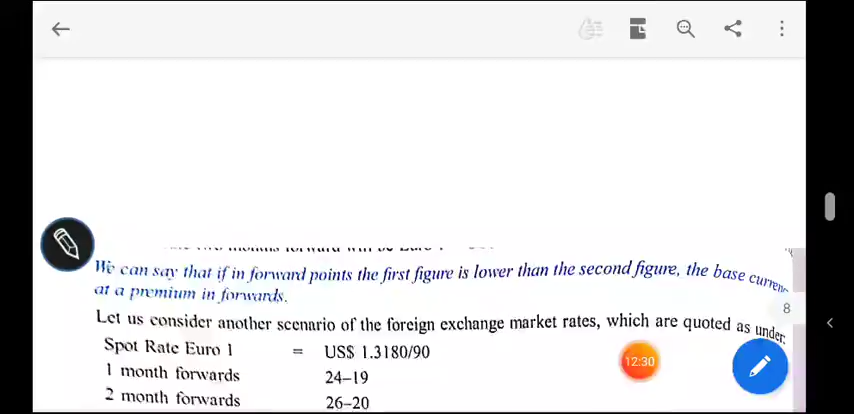 We can say that if in forward points the first figure is lower than the second figure, the base
at a premium in forwards.
8
Let us consider another scenario of the foreign exchange market rates, which are quoted as under:
Spot Rate Euro 1 = US$ 1.3180/90
12:30
1 month forwards 24–19
2 month forwards 26–20